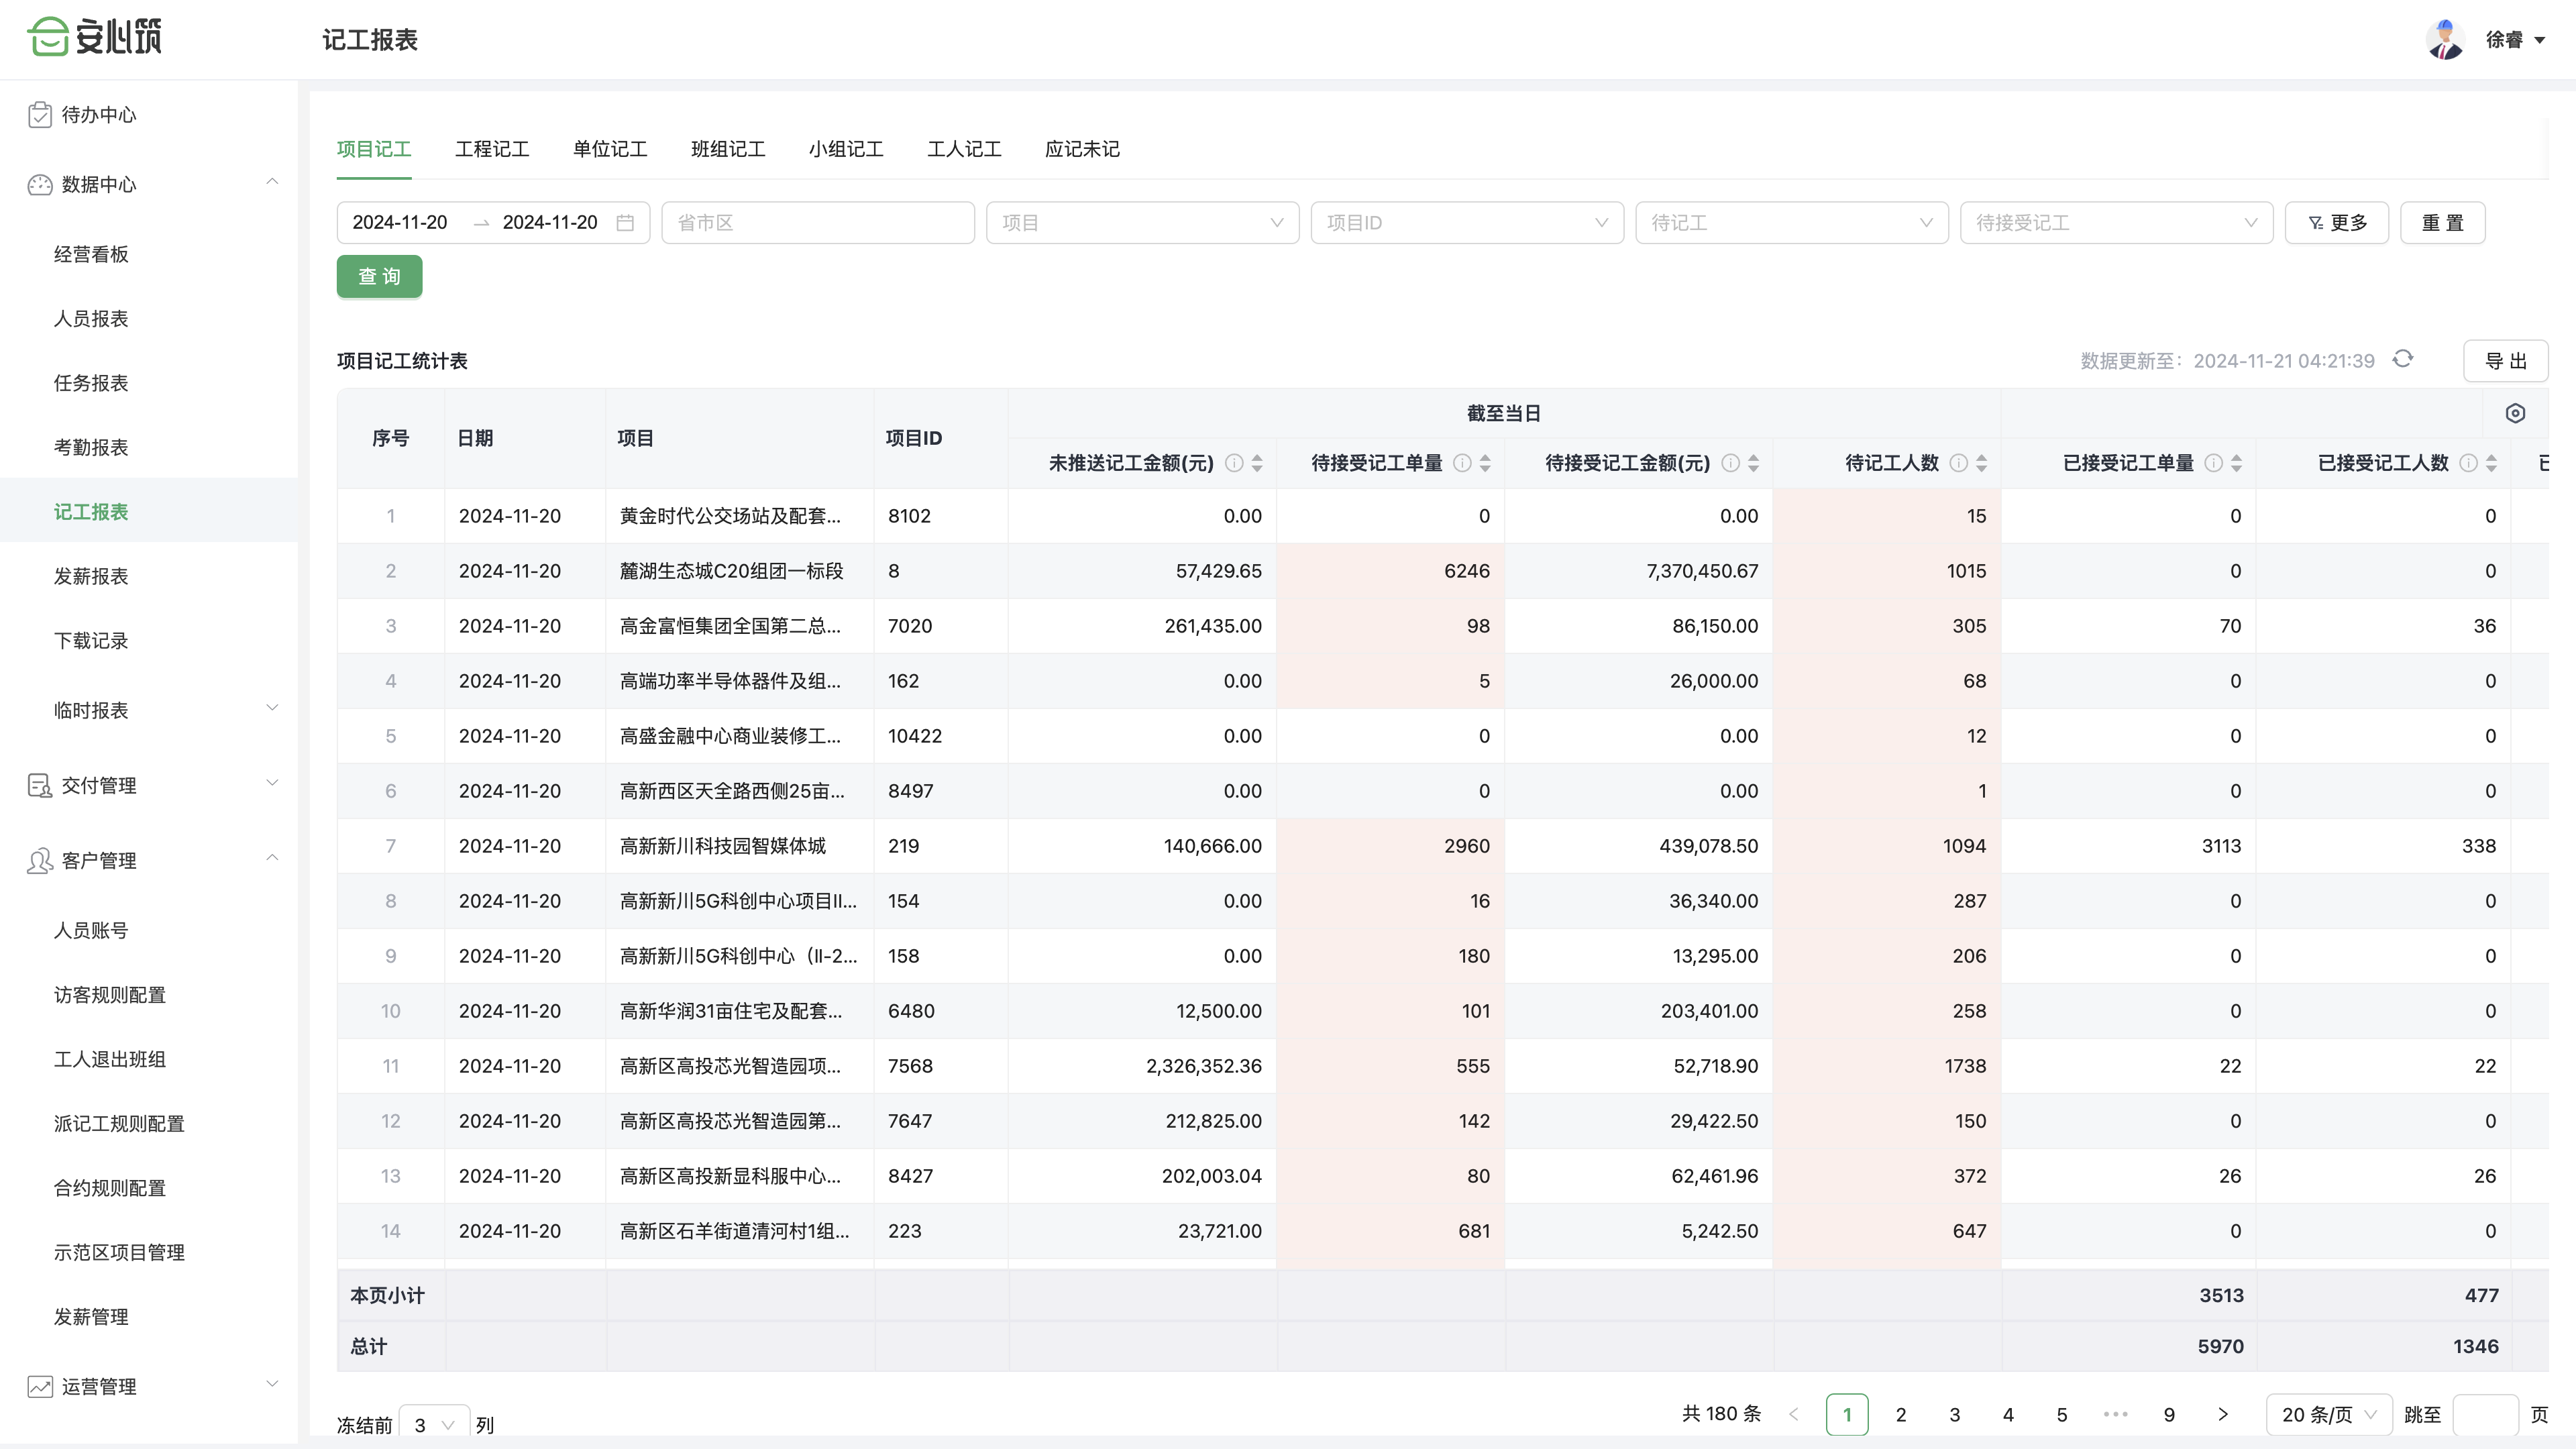 安心筑
记工报表
徐睿
待办中心
数据中心
经营看板
人员报表
任务报表
考勤报表
记工报表
发薪报表
下载记录
临时报表
交付管理
客户管理
人员账号
访客规则配置
工人退出班组
派记工规则配置
合约规则配置
示范区项目管理
发薪管理
运营管理
项目记工 工程记工 单位记工 班组记工 小组记工 工人记工 应记未记
2024-11-20 → 2024-11-20 省市区 项目 项目ID 待记工 待接受记工 更多 重 置
查 询
项目记工统计表 数据更新至：2024-11-21 04:21:39 导 出
序号 日期 项目 项目ID 截至当日
未推送记工金额(元) 待接受记工单量 待接受记工金额(元) 待记工人数 已接受记工单量 已接受记工人数
1 2024-11-20 黄金时代公交场站及配套... 8102 0.00 0 0.00 15 0 0
2 2024-11-20 麓湖生态城C20组团一标段 8 57,429.65 6246 7,370,450.67 1015 0 0
3 2024-11-20 高金富恒集团全国第二总... 7020 261,435.00 98 86,150.00 305 70 36
4 2024-11-20 高端功率半导体器件及组... 162 0.00 5 26,000.00 68 0 0
5 2024-11-20 高盛金融中心商业装修工... 10422 0.00 0 0.00 12 0 0
6 2024-11-20 高新西区天全路西侧25亩... 8497 0.00 0 0.00 1 0 0
7 2024-11-20 高新新川科技园智媒体城 219 140,666.00 2960 439,078.50 1094 3113 338
8 2024-11-20 高新新川5G科创中心项目II... 154 0.00 16 36,340.00 287 0 0
9 2024-11-20 高新新川5G科创中心（II-2... 158 0.00 180 13,295.00 206 0 0
10 2024-11-20 高新华润31亩住宅及配套... 6480 12,500.00 101 203,401.00 258 0 0
11 2024-11-20 高新区高投芯光智造园项... 7568 2,326,352.36 555 52,718.90 1738 22 22
12 2024-11-20 高新区高投芯光智造园第... 7647 212,825.00 142 29,422.50 150 0 0
13 2024-11-20 高新区高投新显科服中心... 8427 202,003.04 80 62,461.96 372 26 26
14 2024-11-20 高新区石羊街道清河村1组... 223 23,721.00 681 5,242.50 647 0 0
本页小计 3513 477
总计 5970 1346
冻结前 3 列 共 180 条 < 1 2 3 4 5 ••• 9 > 20 条/页 跳至 页